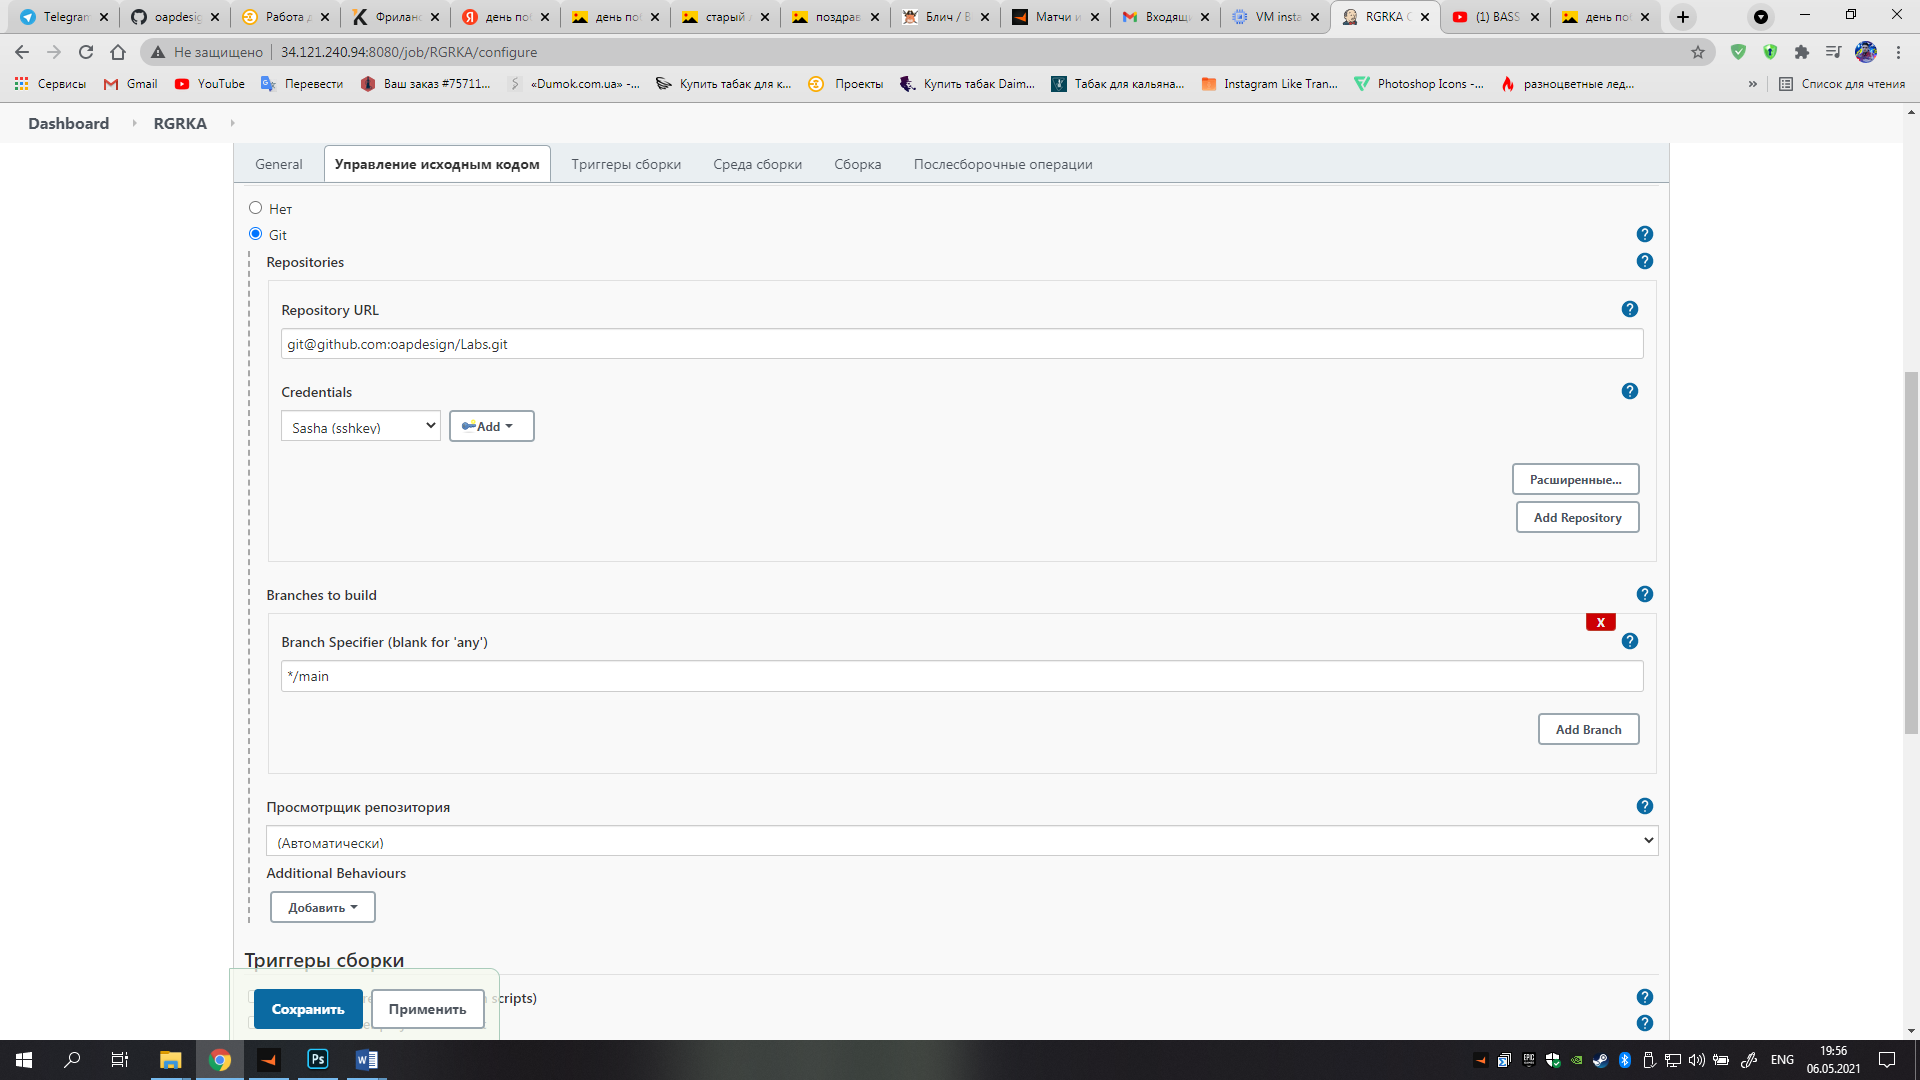 Telegram
oapdesig
Работа д
Фриланс
день по
день по
старый
поздрав
Блич / В
Матчи и
Входящи
VM insta
RGRKA C
(1) BASS
день по
Не защищено
34.121.240.94:8080/job/RGRKA/configure
Сервисы Gmail YouTube Перевести Ваш заказ #75711... «Dumok.com.ua» -... Купить табак для к... Проекты Купить табак Daim... Табак для кальяна... Instagram Like Tran... Photoshop Icons -... разноцветные лед... » Список для чтения
Dashboard RGRKA
General Управление исходным кодом Триггеры сборки Среда сборки Сборка Послесборочные операции
Нет
Git
Repositories
Repository URL
git@github.com:oapdesign/Labs.git
Credentials
Sasha (sshkey) Add
Расширенные...
Add Repository
Branches to build
X
Branch Specifier (blank for 'any')
*/main
Add Branch
Просмотрщик репозитория
(Автоматически)
Additional Behaviours
Добавить
Триггеры сборки
scripts)
Сохранить Применить
Ps
ENG
19:56
06.05.2021